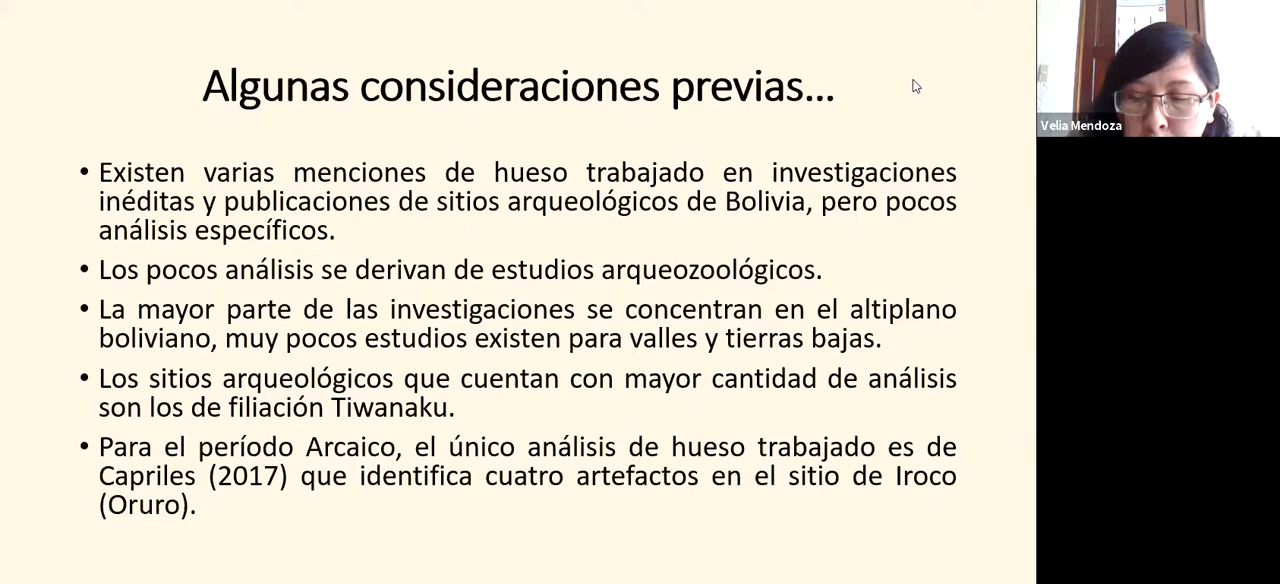 Algunas consideraciones previas...
• Existen varias menciones de hueso trabajado en investigaciones
inéditas y publicaciones de sitios arqueológicos de Bolivia, pero pocos
análisis específicos.
• Los pocos análisis se derivan de estudios arqueozoológicos.
• La mayor parte de las investigaciones se concentran en el altiplano
boliviano, muy pocos estudios existen para valles y tierras bajas.
• Los sitios arqueológicos que cuentan con mayor cantidad de análisis
son los de filiación Tiwanaku.
• Para el período Arcaico, el único análisis de hueso trabajado es de
Capriles (2017) que identifica cuatro artefactos en el sitio de Iroco
(Oruro).
Velia Mendoza